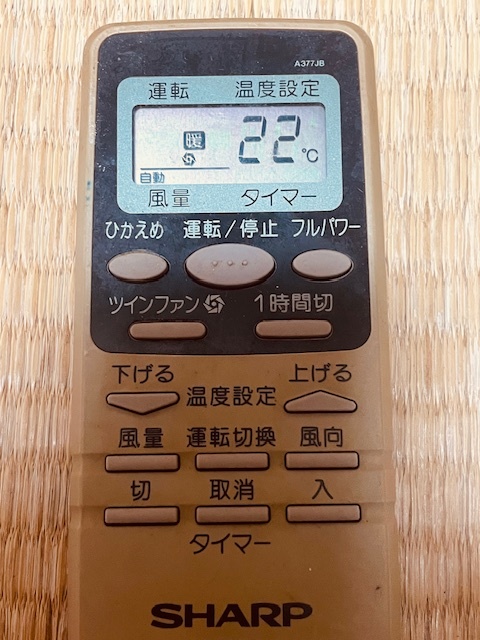 A377JB
運転 温度設定
暖 22℃
自動
風量 タイマー
ひかえめ 運転/停止 フルパワー
ツインファン 1時間切
下げる 上げる
温度設定
風量 運転切換 風向
切 取消 入
タイマー
SHARP